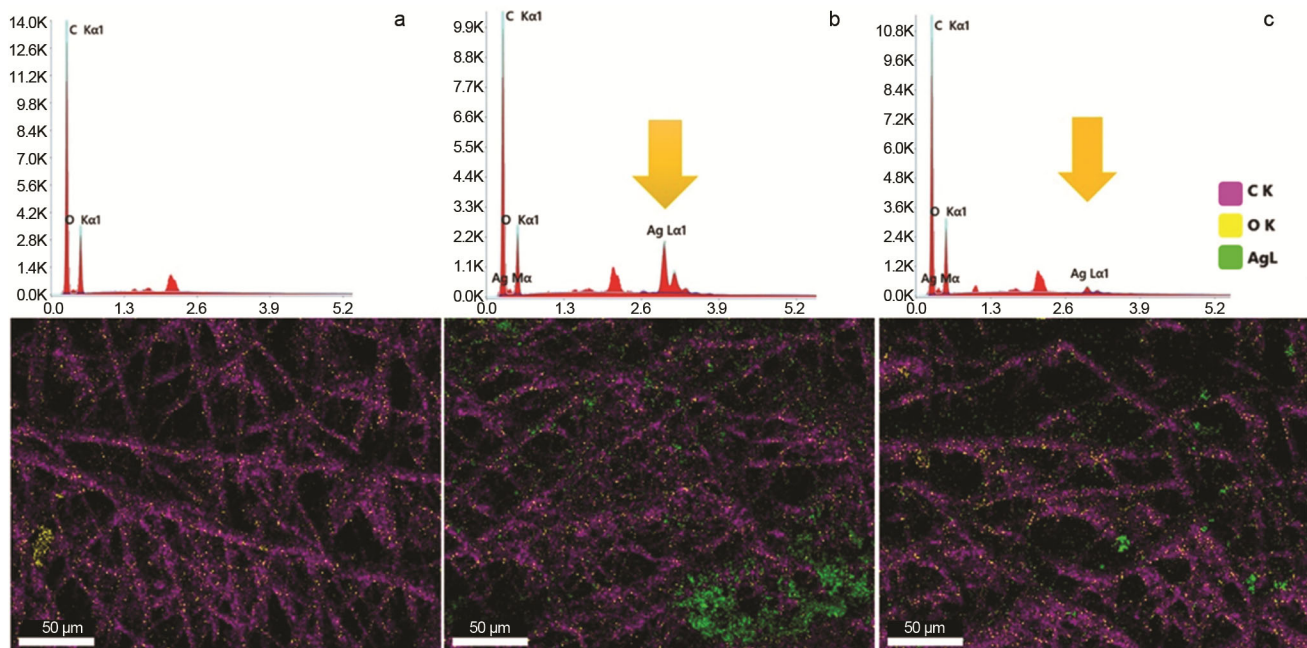 a
14.0K
12.6K
11.2K
9.8K
8.4K
7.0K
5.6K
4.2K
2.8K
1.4K
0.0K
C Kα1
O Kα1
0.0 1.3 2.6 3.9 5.2
b
9.9K
8.8K
7.7K
6.6K
5.5K
4.4K
3.3K
2.2K
1.1K
0.0K
C Kα1
O Kα1
Ag Mα
Ag Lα1
0.0 1.3 2.6 3.9 5.2
c
10.8K
9.6K
8.4K
7.2K
6.0K
4.8K
3.6K
2.4K
1.2K
0.0K
C Kα1
O Kα1
Ag Mα
Ag Lα1
0.0 1.3 2.6 3.9 5.2
C K
O K
AgL
50 µm
50 µm
50 µm